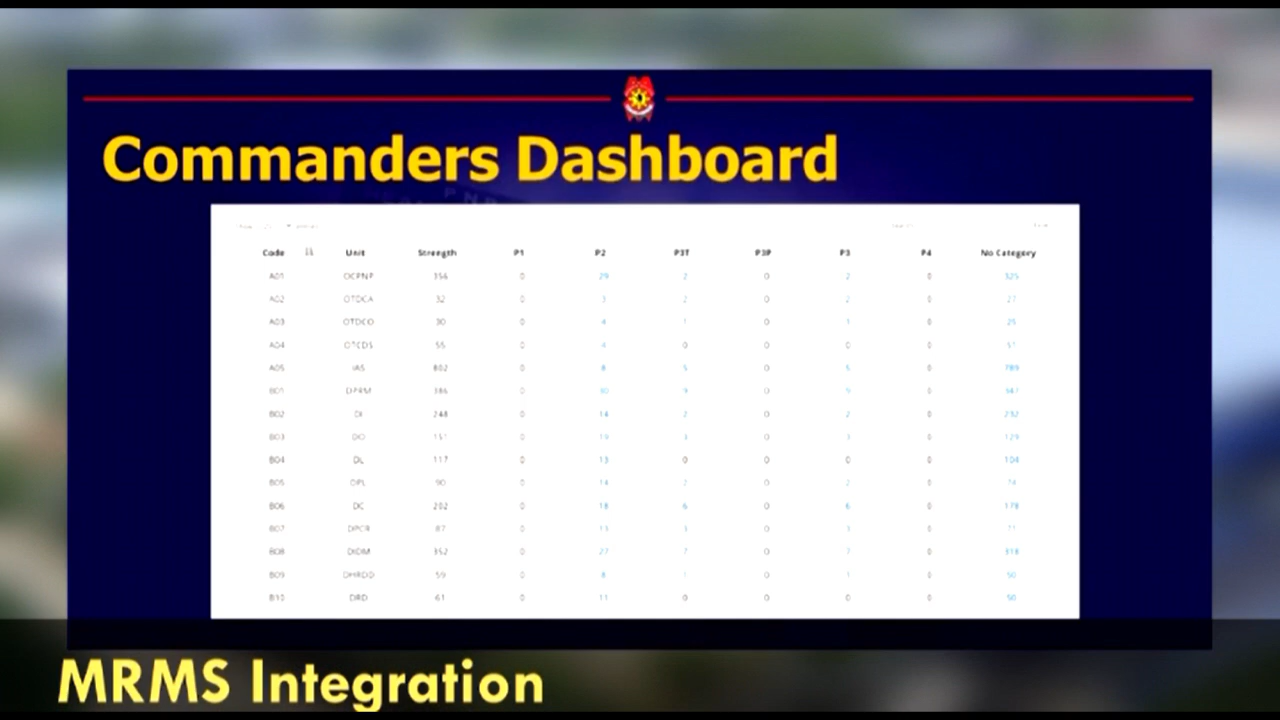 Commanders Dashboard
Code Unit Strength P1 P2 P3T P3P P3 P4 No Category
A01 OCPNP 356 0 29 2 0 2 0 325
A02 OTDCA 32 0 3 2 0 2 0 27
A03 OTDCO 30 0 4 1 0 1 0 25
A04 OTCDS 55 0 4 0 0 0 0 51
A05 IAS 802 0 8 5 0 5 0 789
B01 DPRM 386 0 30 9 0 9 0 347
B02 DI 248 0 14 2 0 2 0 232
B03 DO 151 0 19 3 0 3 0 129
B04 DL 117 0 13 0 0 0 0 104
B05 DPL 90 0 14 2 0 2 0 74
B06 DC 202 0 18 6 0 6 0 178
B07 DPCR 87 0 13 3 0 3 0 71
B08 DIDM 352 0 27 7 0 7 0 318
B09 DHRDD 59 0 8 1 0 1 0 50
B10 DRD 61 0 11 0 0 0 0 50
MRMS Integration